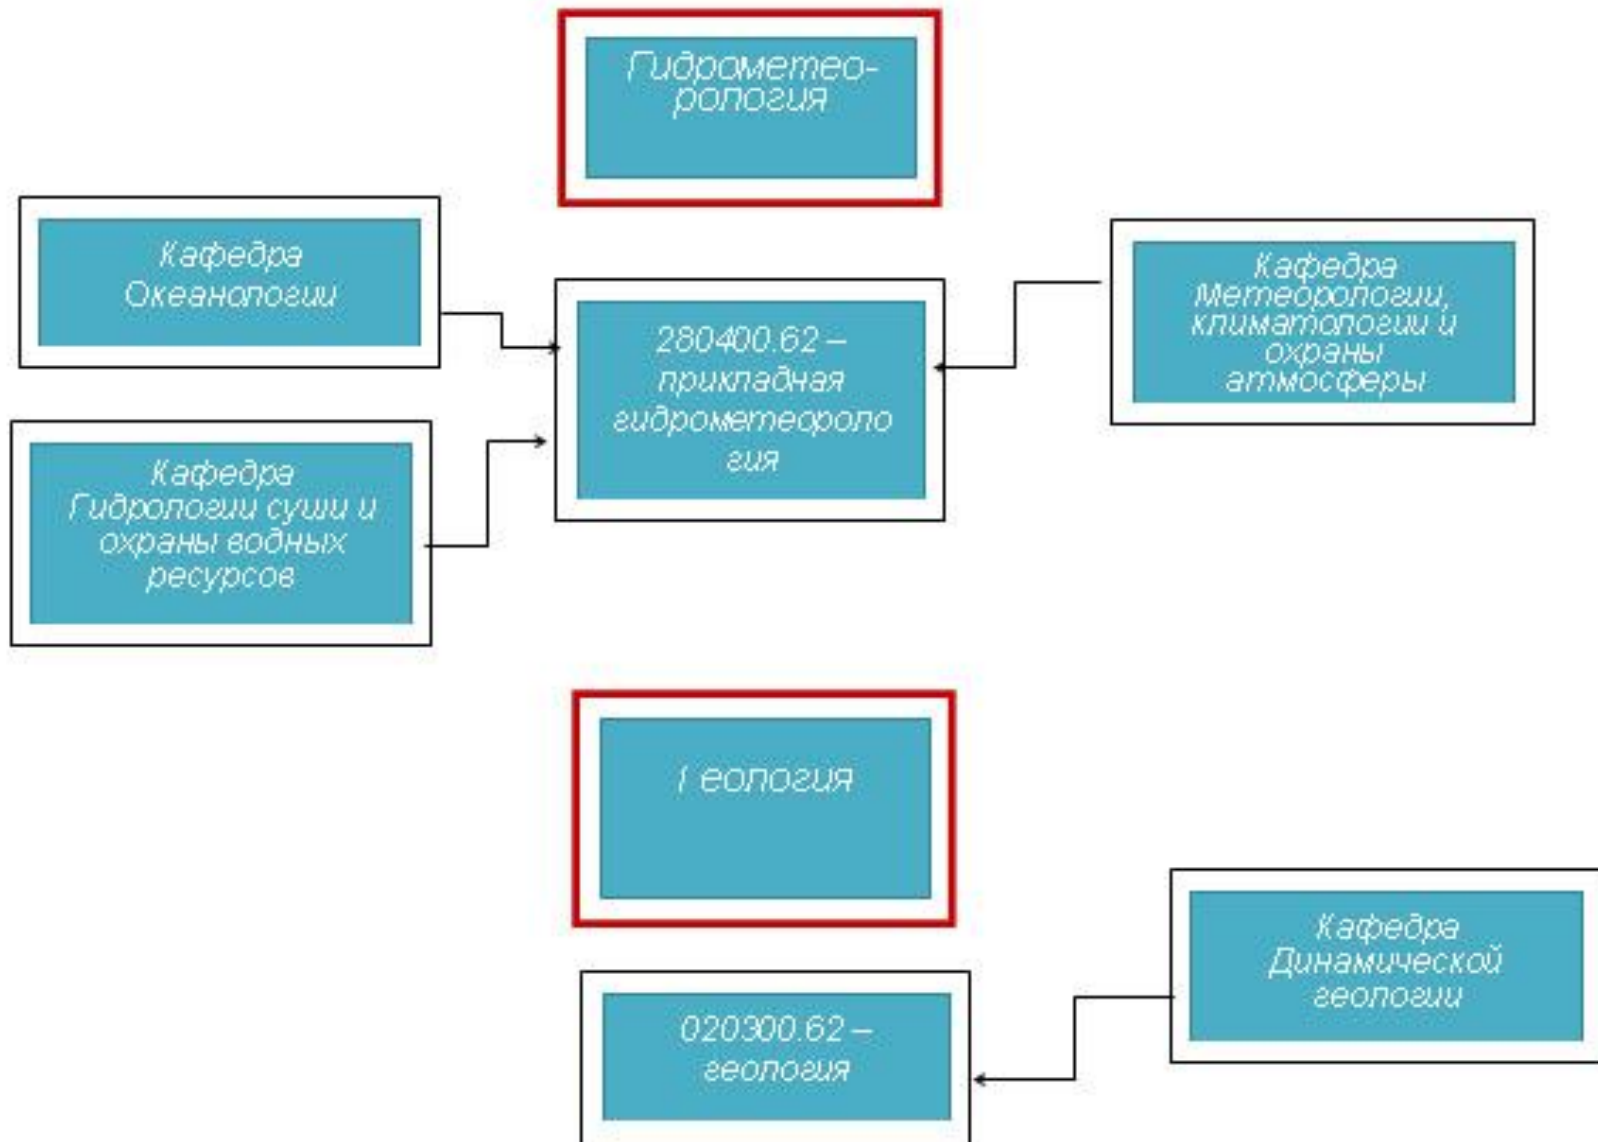 Гидрометео-
рология
Кафедра
Океанологии
280400.62 –
прикладная
гидрометеороло
гия
Кафедра
Метеорологии,
климатологии и
охраны
атмосферы
Кафедра
Гидрологии суши и
охраны водных
ресурсов
Геология
020300.62 –
геология
Кафедра
Динамической
геологии